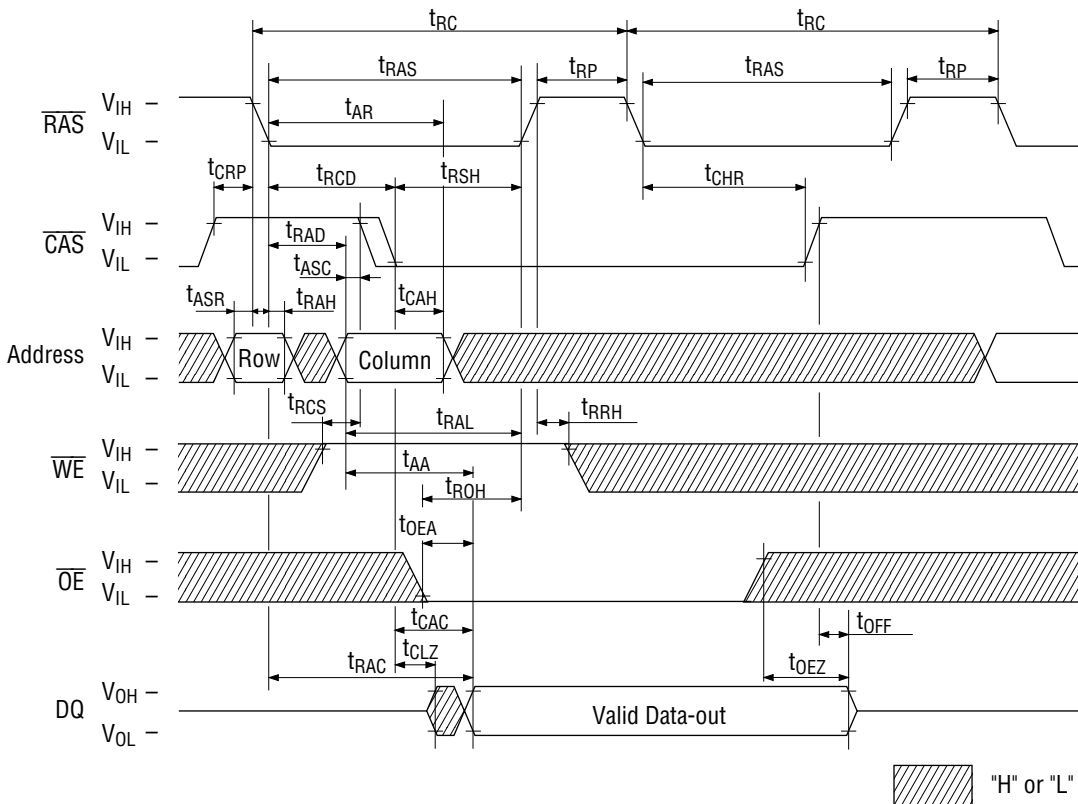 tRC tRC
tRAS tRP tRAS tRP
RAS VIH –
VIL –
tAR
tCRP tRCD tRSH tCHR
CAS VIH –
VIL –
tRAD
tASC
tASR tRAH tCAH
Address VIH –
VIL –
Row Column
tRCS tRAL tRRH
WE VIH –
VIL –
tAA
tROH
tOEA
OE VIH –
VIL –
tCAC tOFF
tCLZ
tRAC tOEZ
DQ VOH –
VOL –
Valid Data-out
"H" or "L"